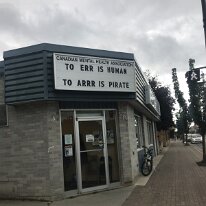 CANADIAN MENTAL HEALTH ASSOCIATION
TO ERR IS HUMAN
TO ARRR IS PIRATE